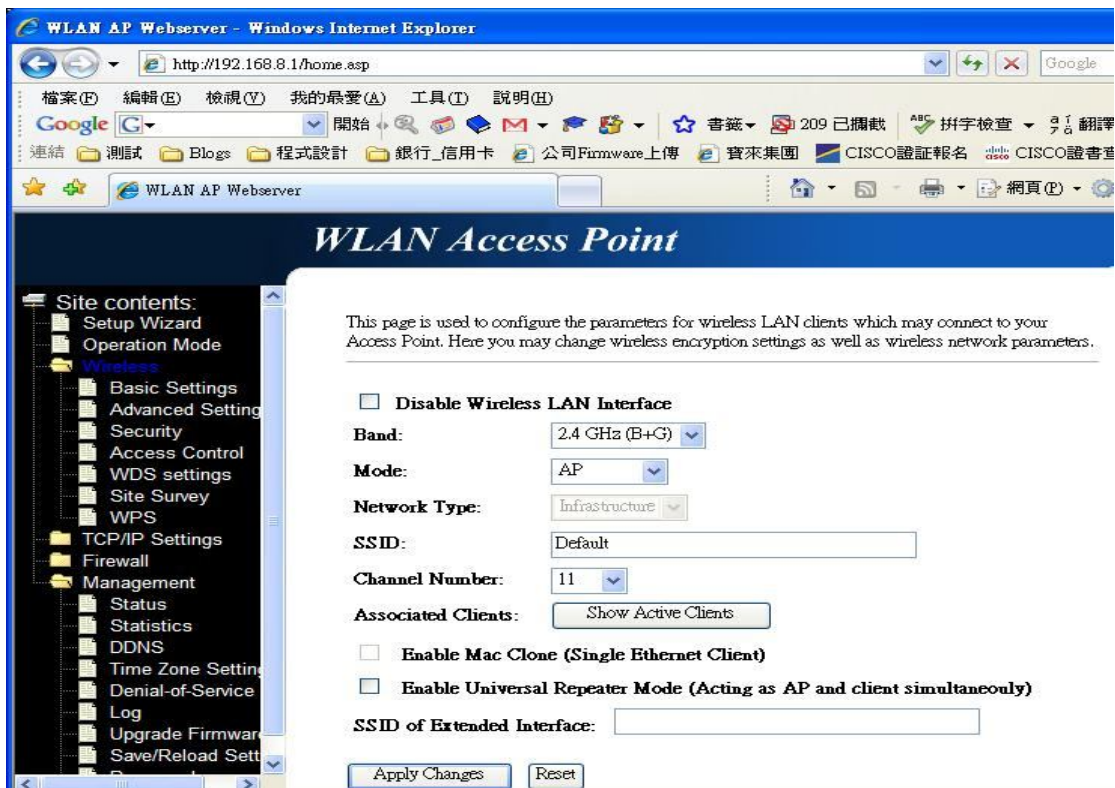 WLAN AP Webserver - Windows Internet Explorer
http://192.168.8.1/home.asp
Google
檔案(F) 編輯(E) 檢視(V) 我的最愛(A) 工具(T) 說明(H)
Google G 開始 書籤 209 已攔截 ABC 拼字檢查 翻譯
連結 測試 Blogs 程式設計 銀行_信用卡 公司Firmware上傳 寶來集團 CISCO證証報名 CISCO證書查
WLAN AP Webserver 網頁(P)
WLAN Access Point
Site contents:
Setup Wizard
Operation Mode
Wireless
Basic Settings
Advanced Setting
Security
Access Control
WDS settings
Site Survey
WPS
TCP/IP Settings
Firewall
Management
Status
Statistics
DDNS
Time Zone Setting
Denial-of-Service
Log
Upgrade Firmware
Save/Reload Sett
This page is used to configure the parameters for wireless LAN clients which may connect to your
Access Point. Here you may change wireless encryption settings as well as wireless network parameters.
Disable Wireless LAN Interface
Band: 2.4 GHz (B+G)
Mode: AP
Network Type: Infrastructure
SSID: Default
Channel Number: 11
Associated Clients: Show Active Clients
Enable Mac Clone (Single Ethernet Client)
Enable Universal Repeater Mode (Acting as AP and client simultaneouly)
SSID of Extended Interface:
Apply Changes Reset